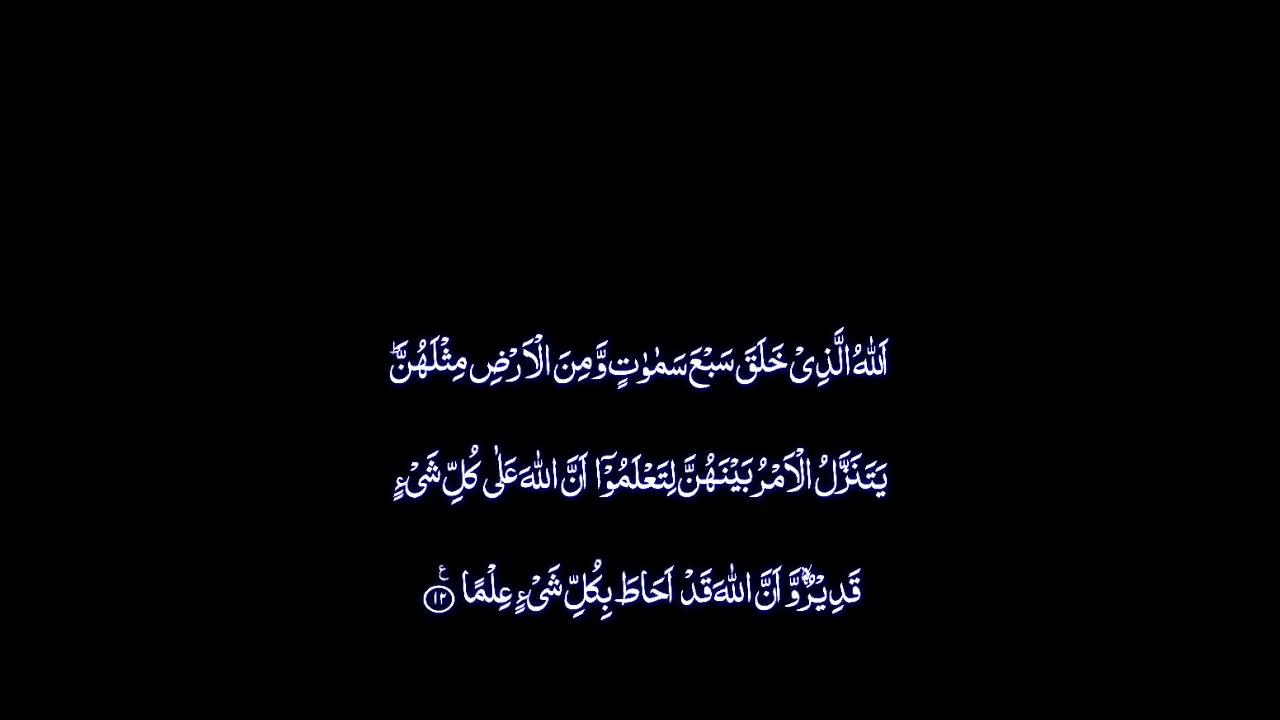 اَللّٰهُ الَّذِىْ خَلَقَ سَبْعَ سَمٰوٰتٍ وَّمِنَ الْاَرْضِ مِثْلَهُنَّ ؕ
يَتَنَزَّلُ الْاَمْرُ بَيْنَهُنَّ لِتَعْلَمُوْۤا اَنَّ اللّٰهَ عَلٰى كُلِّ شَىْءٍ
قَدِيْرٌ ۙ وَّاَنَّ اللّٰهَ قَدْ اَحَاطَ بِكُلِّ شَىْءٍ عِلْمًا ࣖ ﴿۱۲﴾